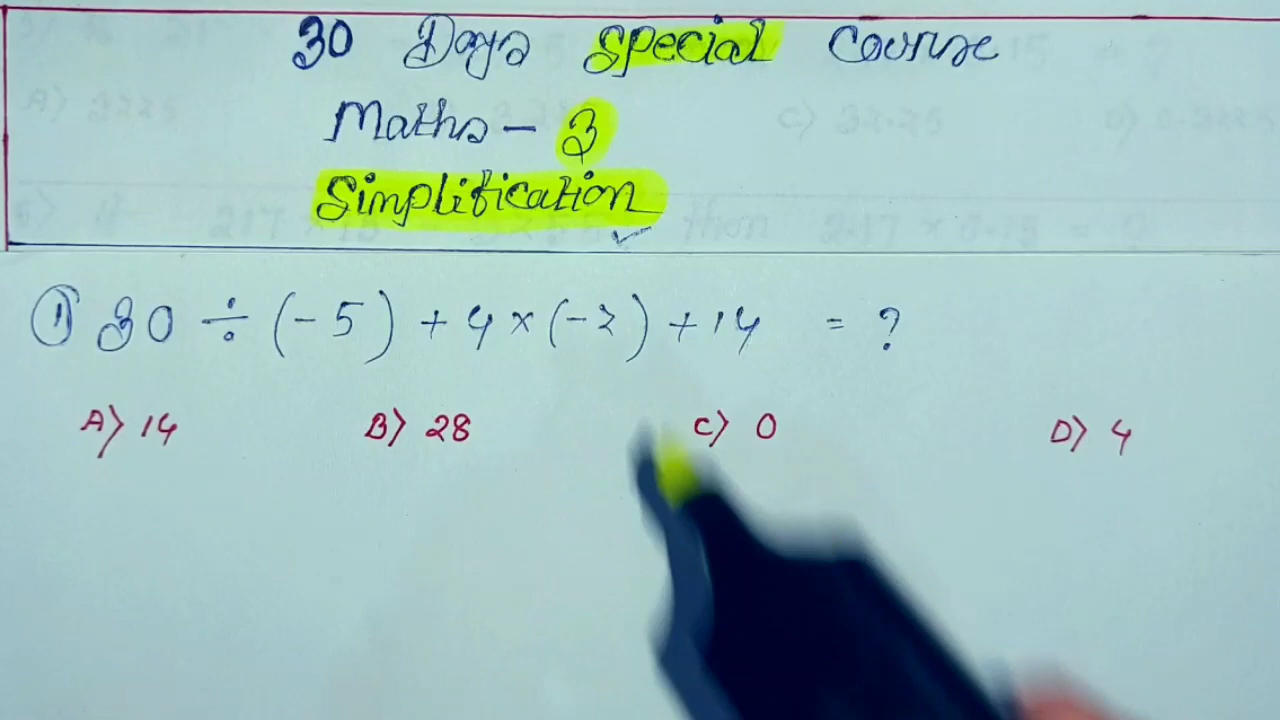 30 Days Special Course
Maths - 3
Simplification
① 30 ÷ (-5) + 4 × (-2) + 14 = ?
A) 14 B) 28 C) 0 D) 4